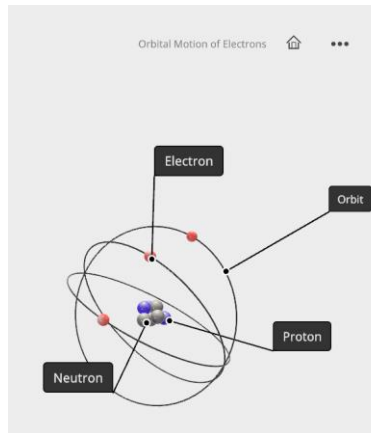 Orbital Motion of Electrons
Electron
Orbit
Proton
Neutron